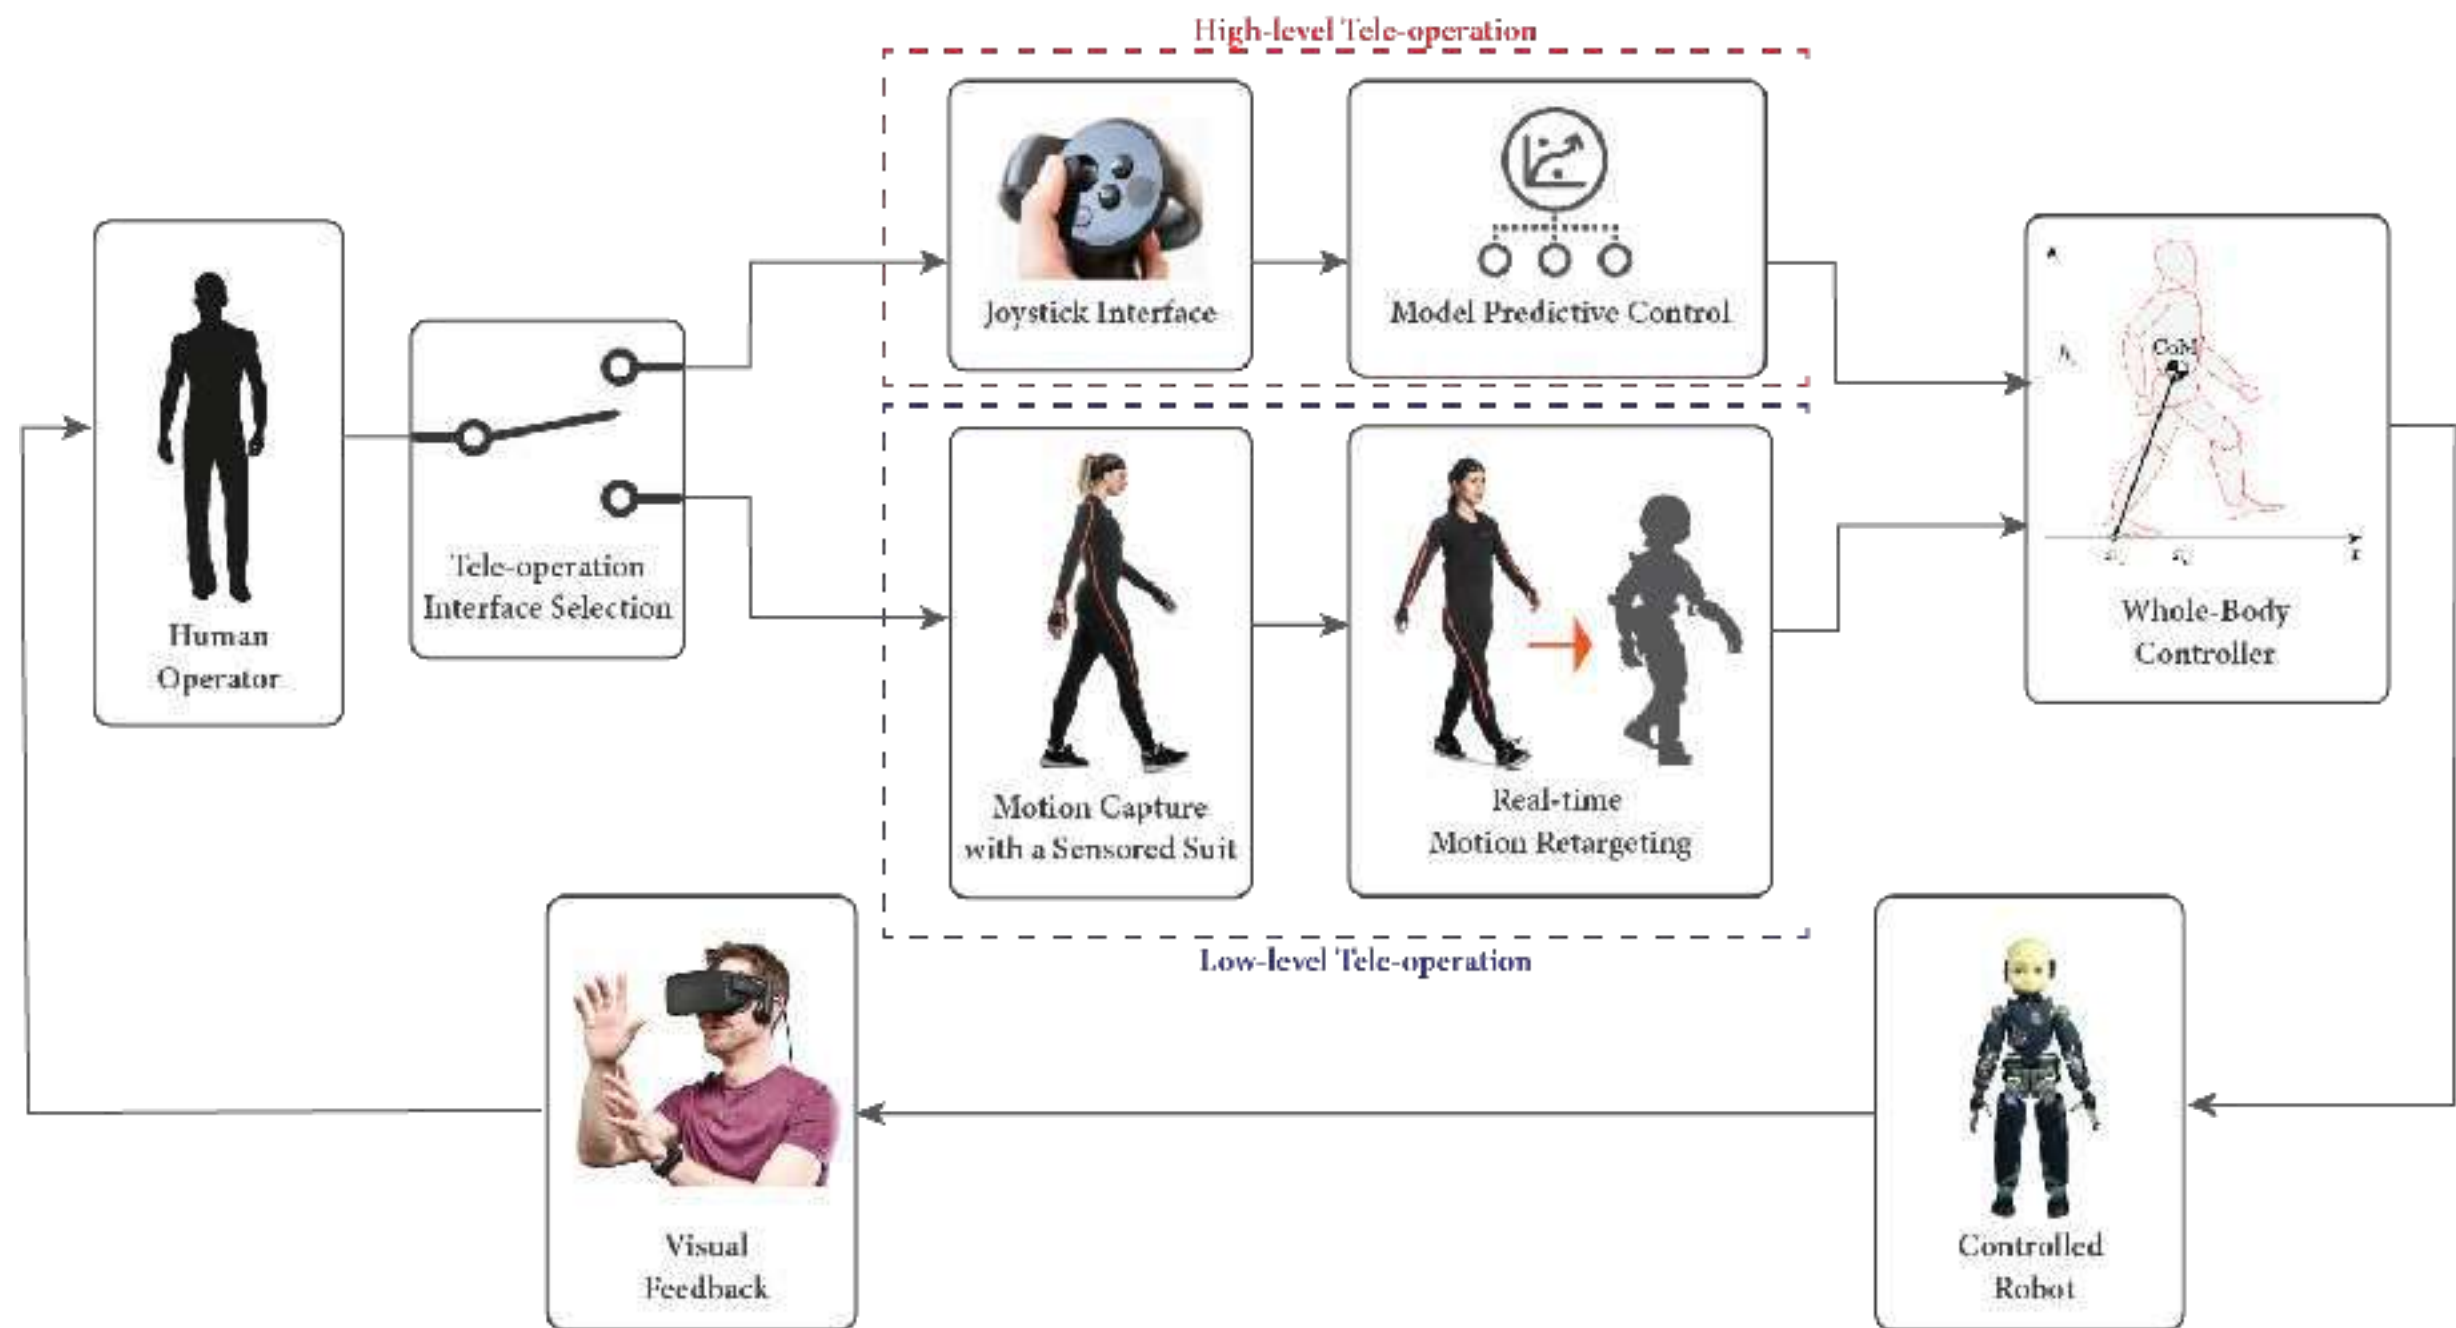 High-level Tele-operation
Joystick Interface
Model Predictive Control
CoM
Human
Operator
Tele-operation
Interface Selection
Whole-Body
Controller
Motion Capture
with a Sensored Suit
Real-time
Motion Retargeting
Low-level Tele-operation
Visual
Feedback
Controlled
Robot